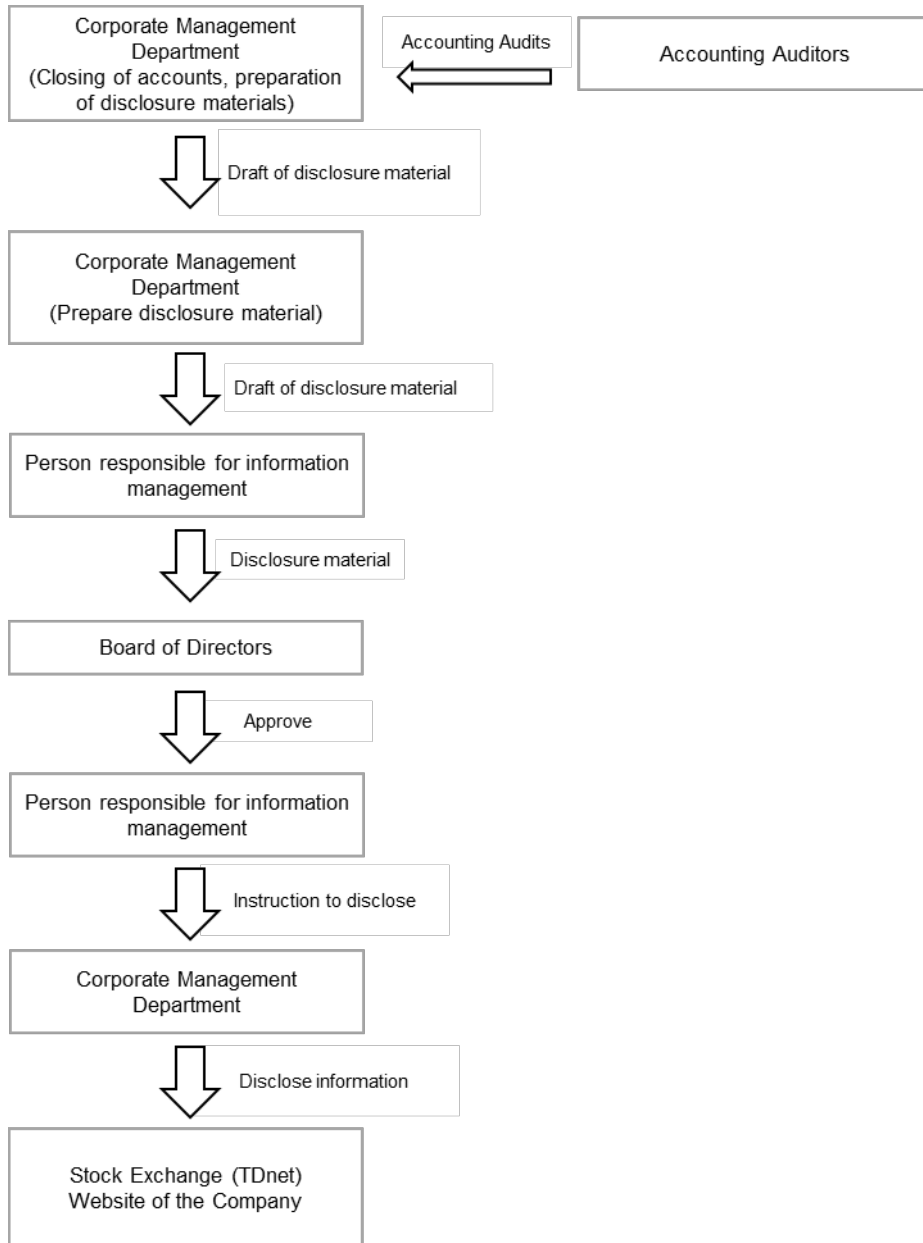 Corporate Management
Department
(Closing of accounts, preparation
of disclosure materials)
Accounting Audits
Accounting Auditors
Draft of disclosure material
Corporate Management
Department
(Prepare disclosure material)
Draft of disclosure material
Person responsible for information
management
Disclosure material
Board of Directors
Approve
Person responsible for information
management
Instruction to disclose
Corporate Management
Department
Disclose information
Stock Exchange (TDnet)
Website of the Company